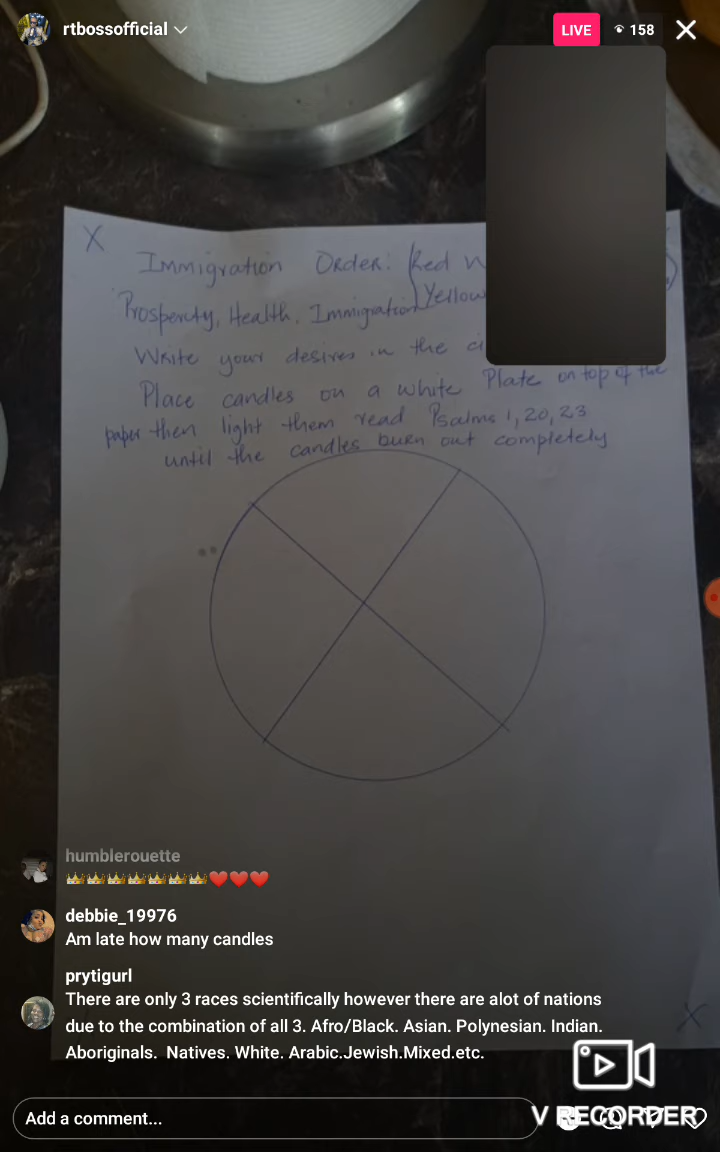 rtbossofficial
LIVE
158
X
Immigration Order: (Red
Prosperity, Health, Immigration Yellow
Write your desires in the
Place candles on a white Plate on top of the
paper then light them read Psalms 1, 20, 23
until the candles burn out completely
X
humblerouette
👑👑👑👑👑👑👑❤️❤️❤️
debbie_19976
Am late how many candles
prytigurl
There are only 3 races scientifically however there are alot of nations
due to the combination of all 3. Afro/Black. Asian. Polynesian. Indian.
Aboriginals. Natives. White. Arabic.Jewish.Mixed.etc.
Add a comment...
V RECORDER